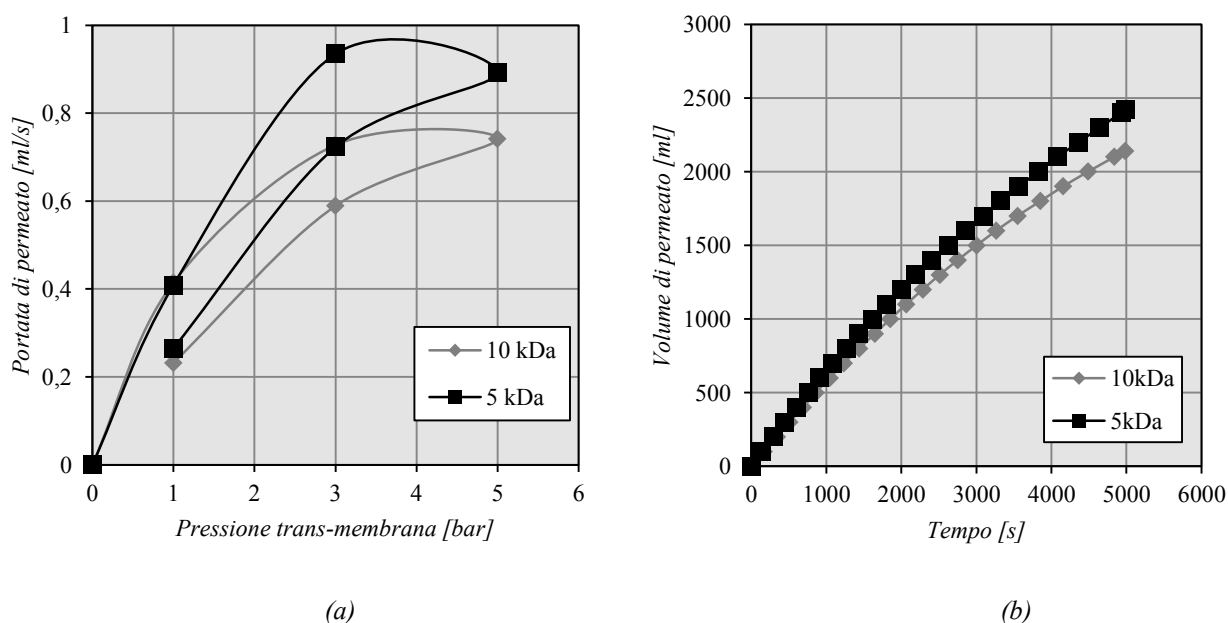 1
0,8
0,6
0,4
0,2
0
0 1 2 3 4 5 6
Portata di permeato [ml/s]
Pressione trans-membrana [bar]
10 kDa
5 kDa
(a)
3000
2500
2000
1500
1000
500
0
0 1000 2000 3000 4000 5000 6000
Volume di permeato [ml]
Tempo [s]
10kDa
5kDa
(b)